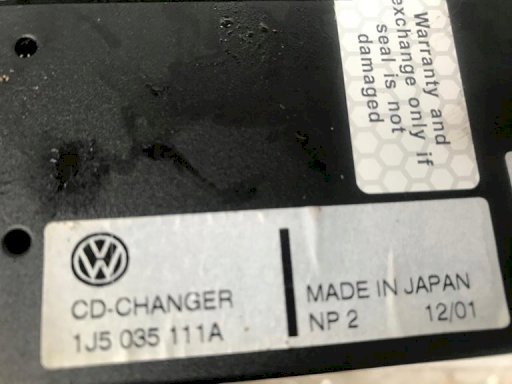 Warranty and
exchange only if
seal is not
damaged
VW
CD-CHANGER
1J5 035 111A
MADE IN JAPAN
NP 2 12/01